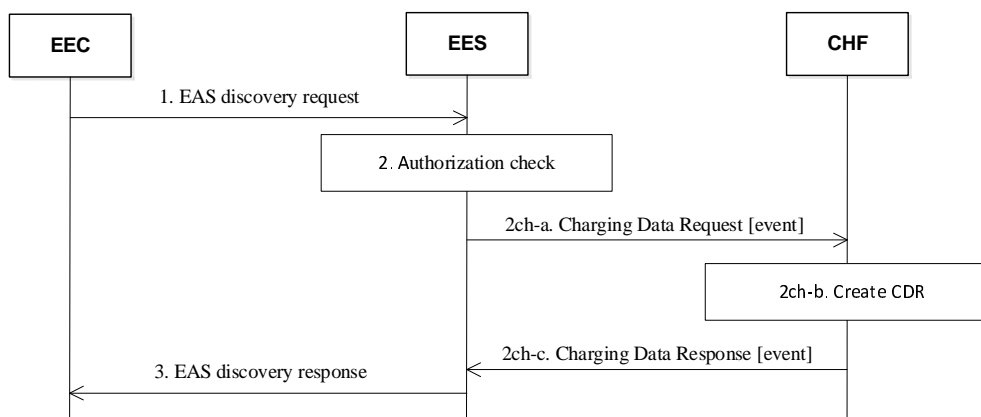 EEC
EES
CHF
1. EAS discovery request
2. Authorization check
2ch-a. Charging Data Request [event]
2ch-b. Create CDR
2ch-c. Charging Data Response [event]
3. EAS discovery response